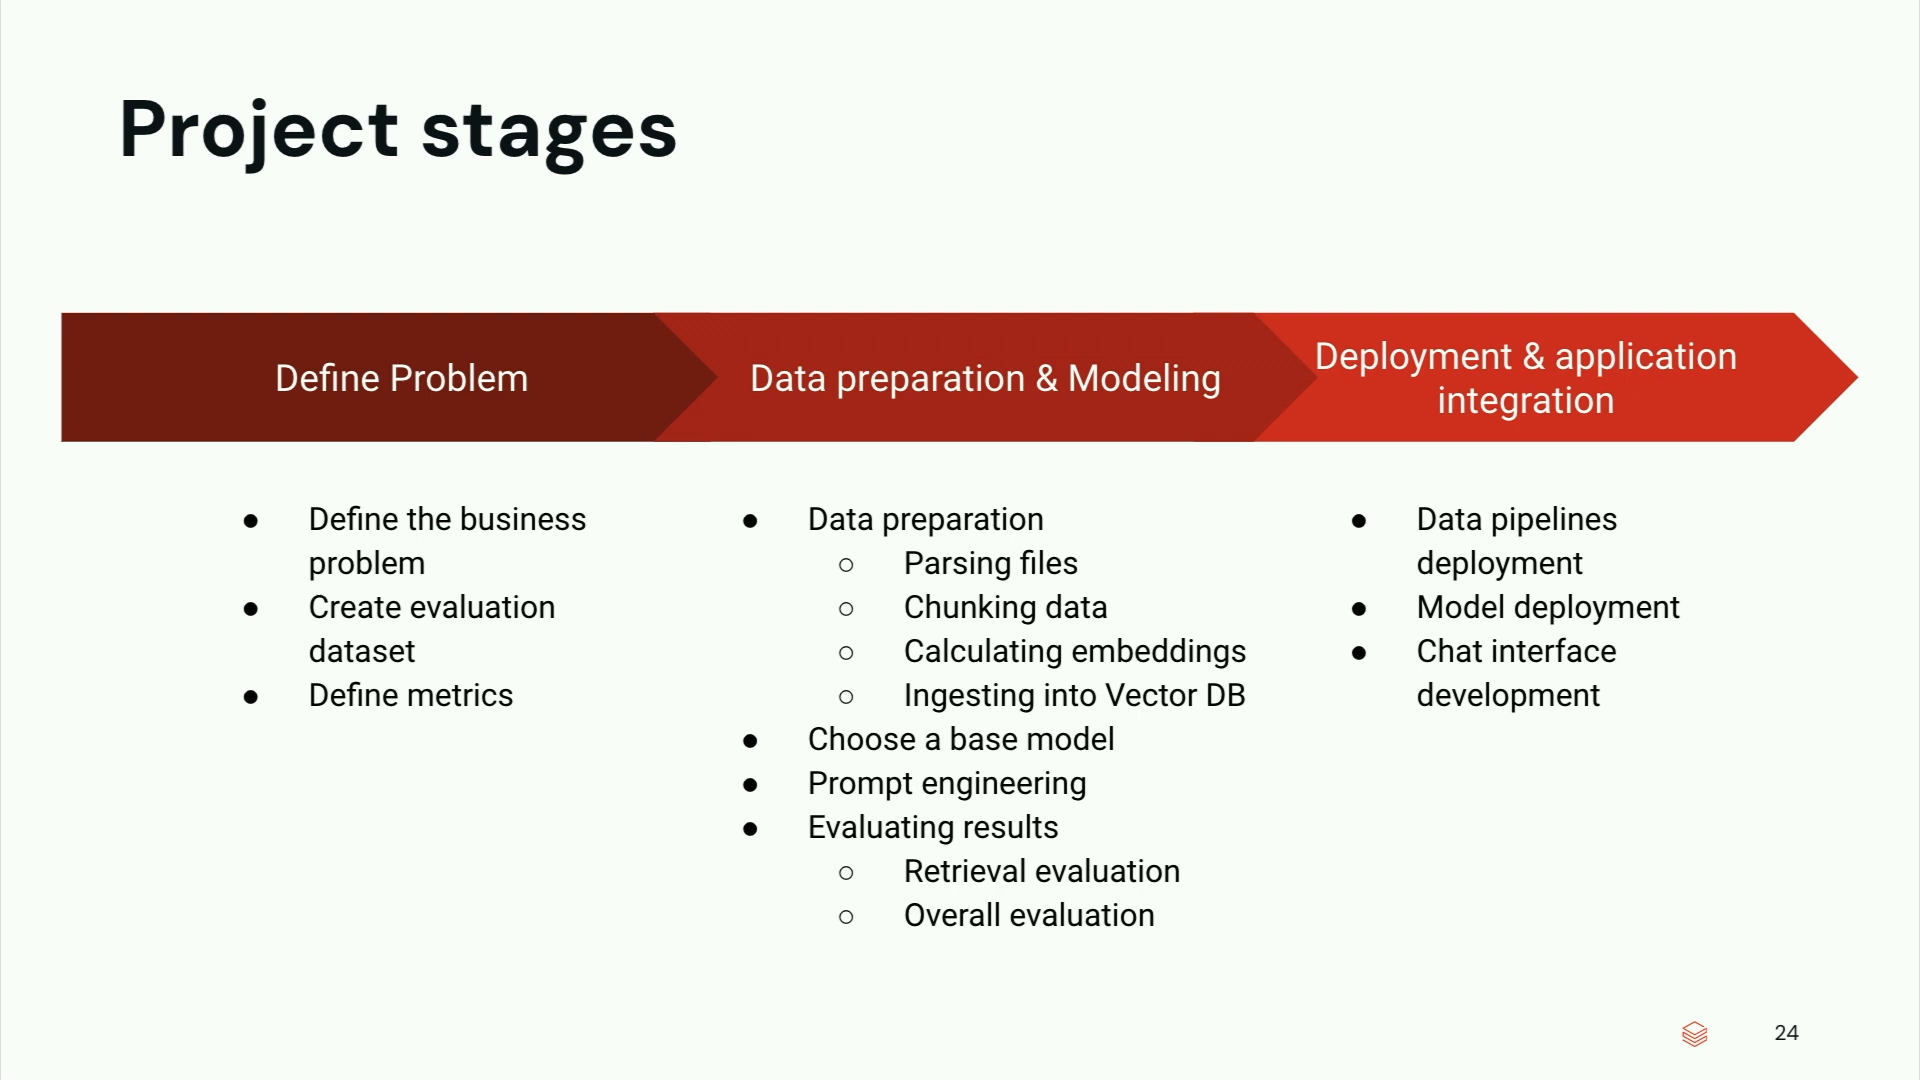 Project stages
Define Problem
Data preparation & Modeling
Deployment & application
integration
● Define the business
problem
● Create evaluation
dataset
● Define metrics
● Data preparation
○ Parsing files
○ Chunking data
○ Calculating embeddings
○ Ingesting into Vector DB
● Choose a base model
● Prompt engineering
● Evaluating results
○ Retrieval evaluation
○ Overall evaluation
● Data pipelines
deployment
● Model deployment
● Chat interface
development
24